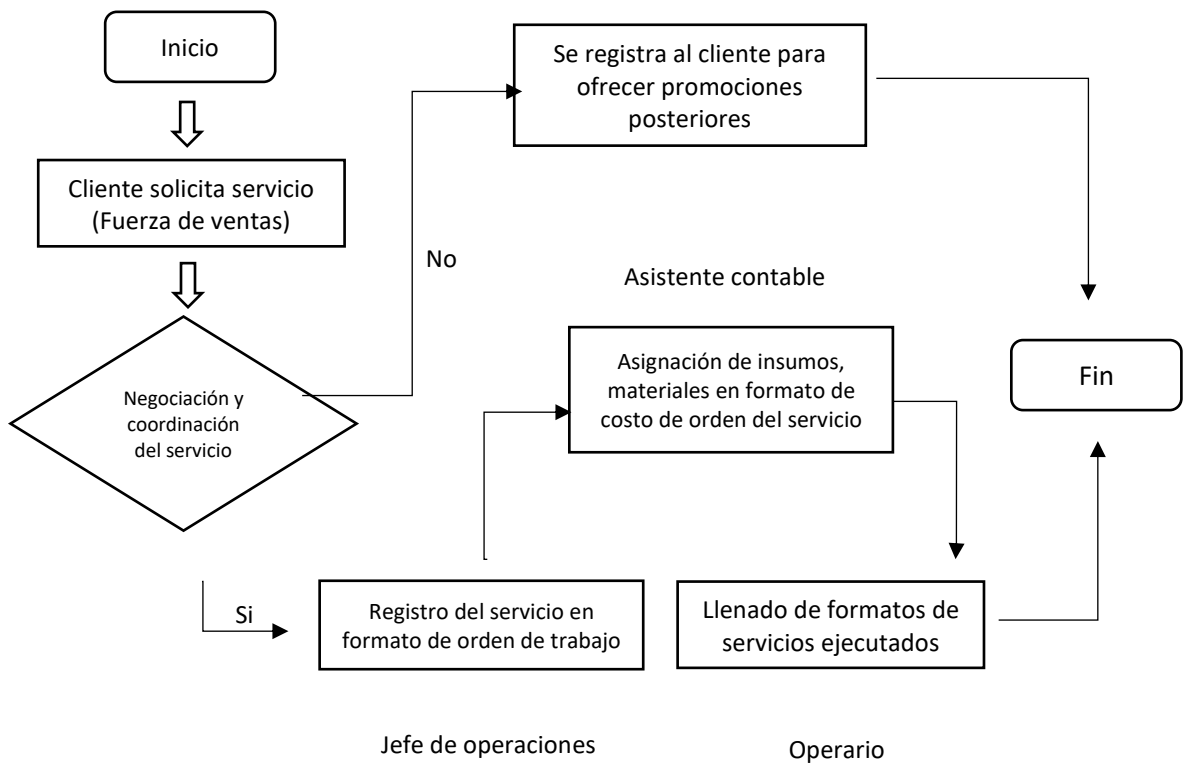 Inicio
Se registra al cliente para
ofrecer promociones
posteriores
Cliente solicita servicio
(Fuerza de ventas)
No
Asistente contable
Negociación y
coordinación
del servicio
Asignación de insumos,
materiales en formato de
costo de orden del servicio
Fin
Si
Registro del servicio en
formato de orden de trabajo
Llenado de formatos de
servicios ejecutados
Jefe de operaciones
Operario